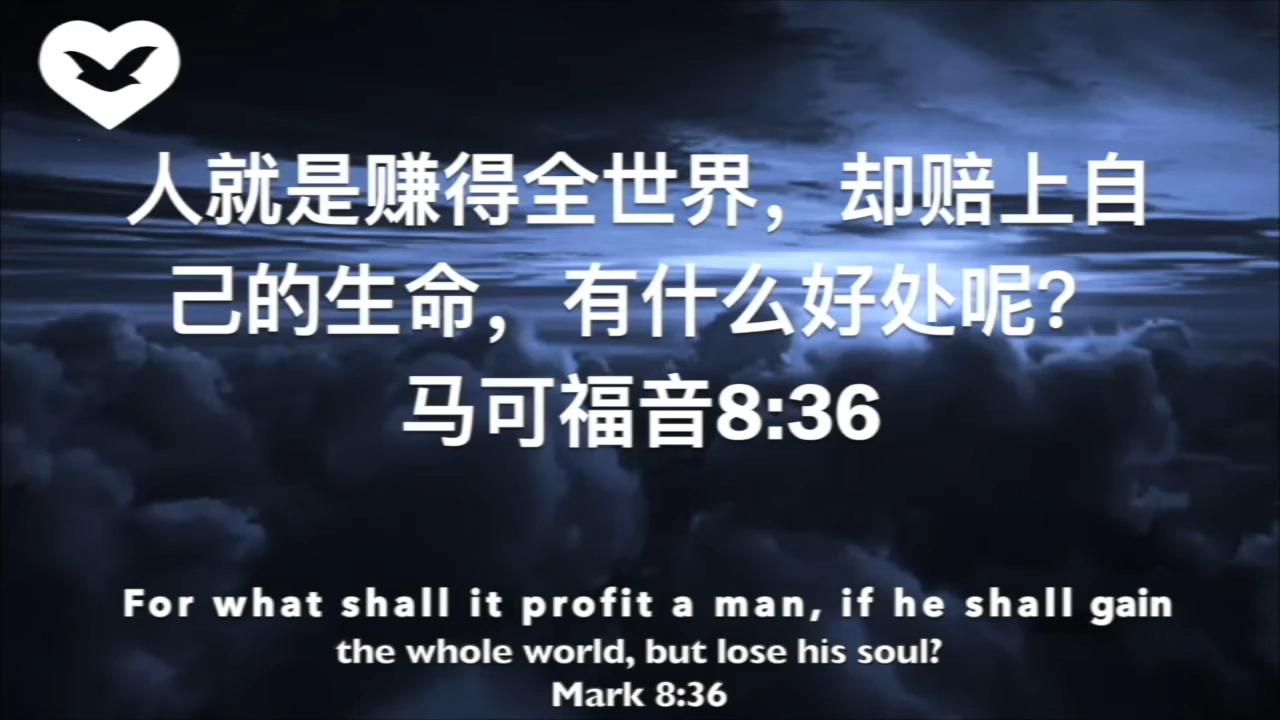 人就是赚得全世界，却赔上自
己的生命，有什么好处呢?
马可福音8:36
For what shall it profit a man, if he shall gain
the whole world, but lose his soul?
Mark 8:36